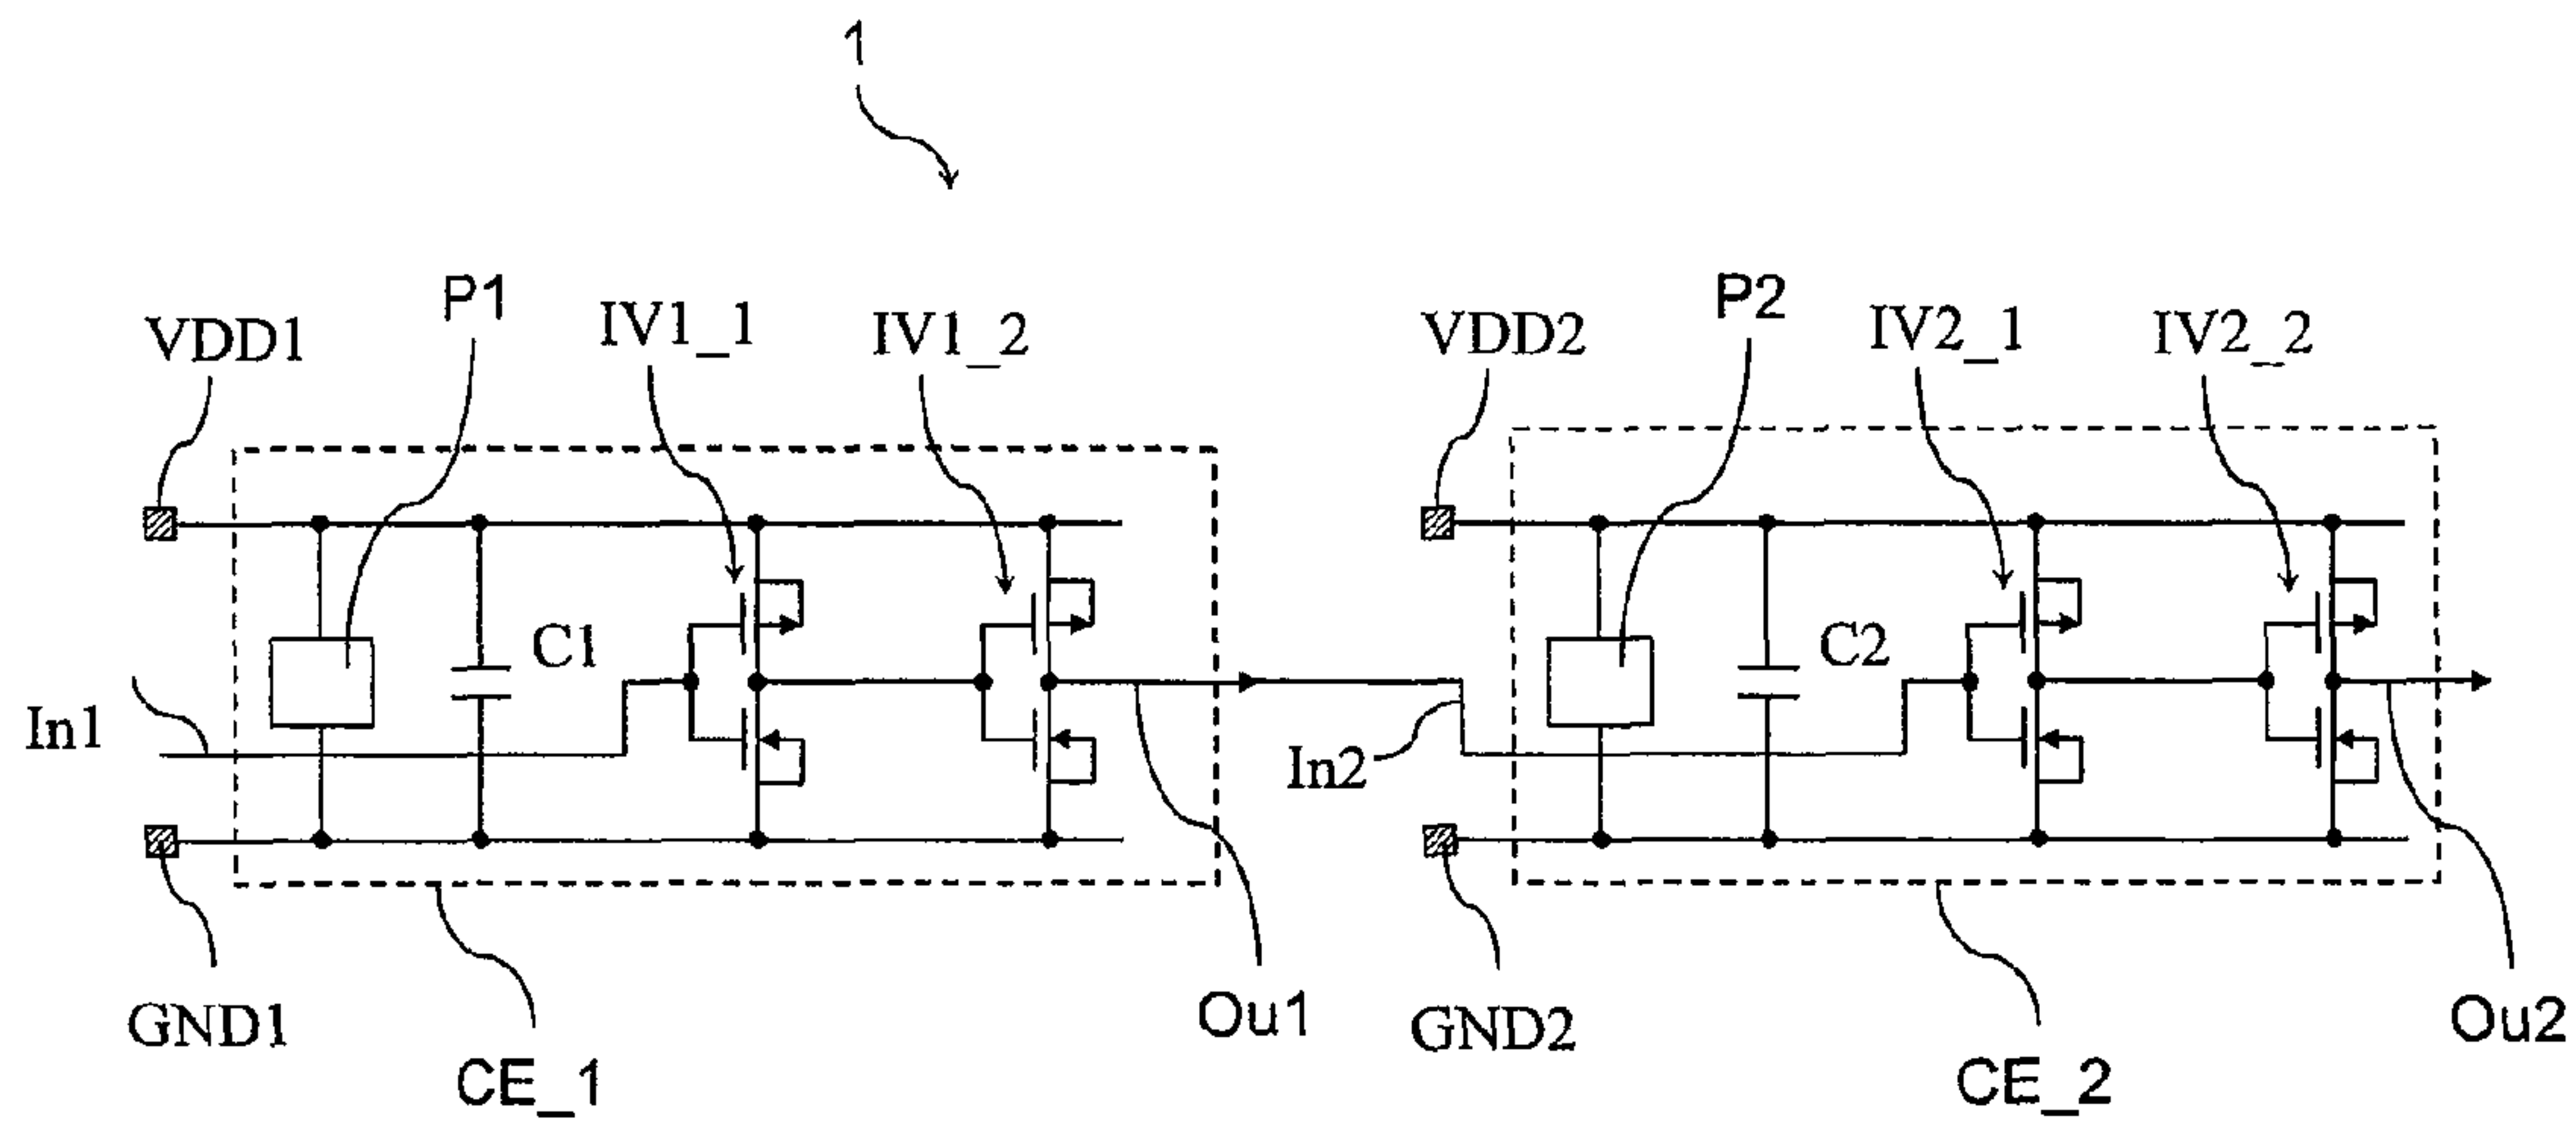 1
P1
IV1_1
IV1_2
VDD1
P2
IV2_1
IV2_2
VDD2
C1
C2
In1
In2
GND1
Ou1
GND2
Ou2
CE_1
CE_2